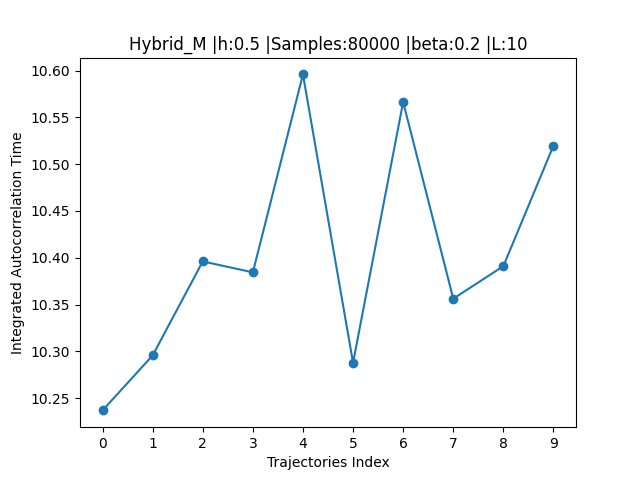 Hybrid_M |h:0.5 |Samples:80000 |beta:0.2 |L:10
Integrated Autocorrelation Time
10.60
10.55
10.50
10.45
10.40
10.35
10.30
10.25
0 1 2 3 4 5 6 7 8 9
Trajectories Index